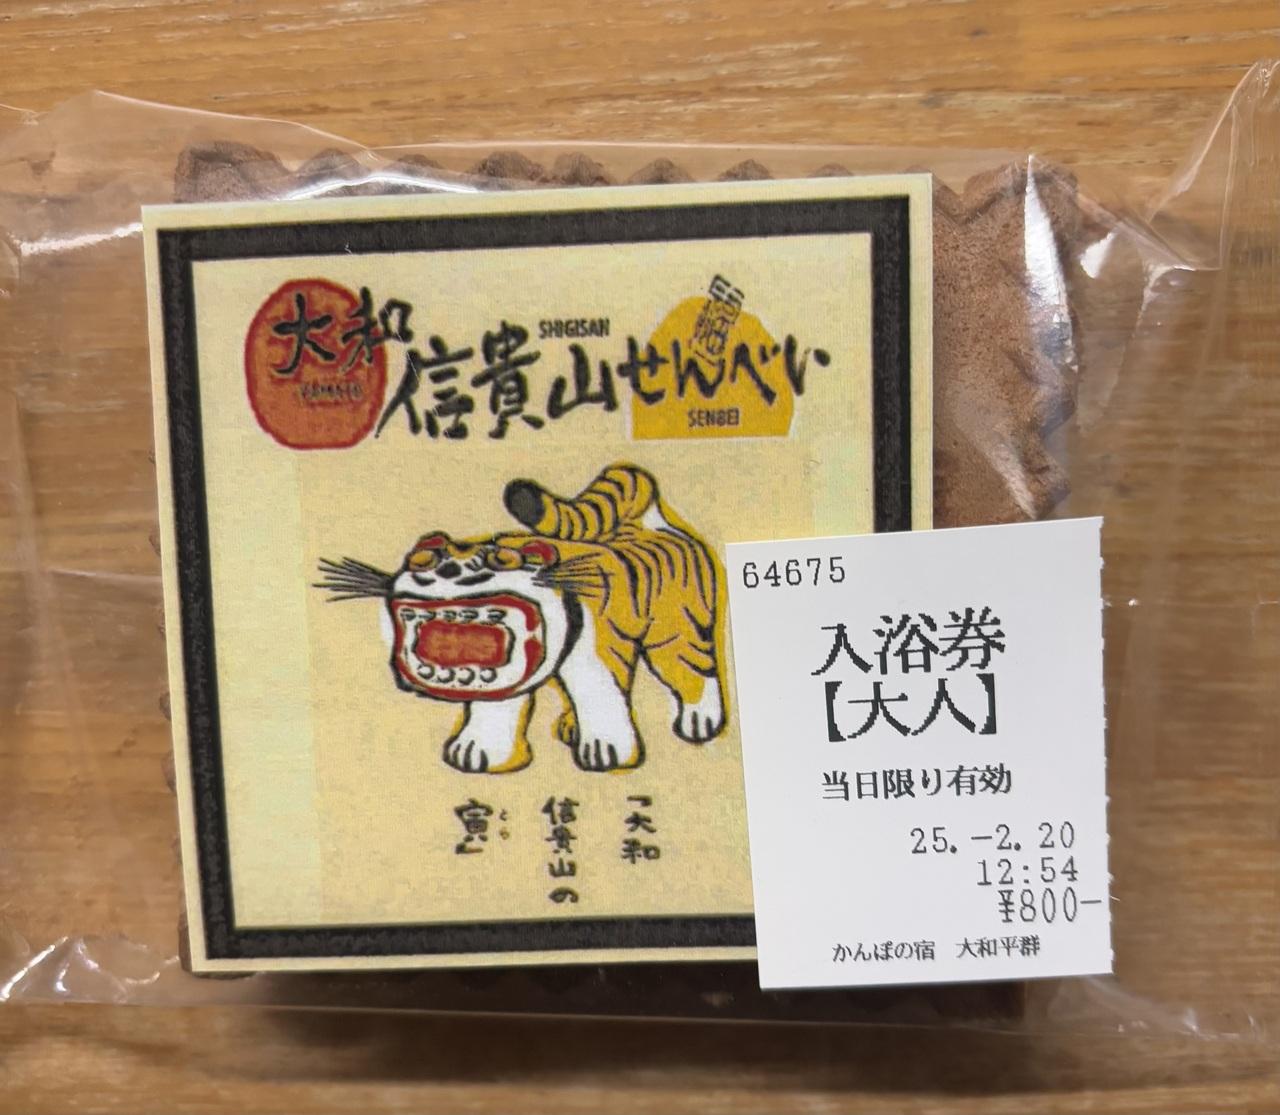 大和
YAMATO
信貴山せんべい
SHIGISAN
SENBEI
「大和
信貴山の
寅」
とら
64675
入浴券
【大人】
当日限り有効
25.-2.20
12:54
¥800-
かんぽの宿 大和平群